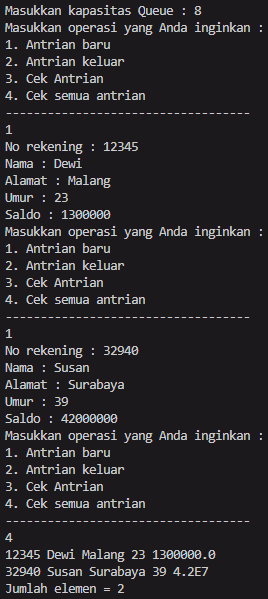 Masukkan kapasitas Queue : 8
Masukkan operasi yang Anda inginkan :
1. Antrian baru
2. Antrian keluar
3. Cek Antrian
4. Cek semua antrian
-----------------------------------
1
No rekening : 12345
Nama : Dewi
Alamat : Malang
Umur : 23
Saldo : 1300000
Masukkan operasi yang Anda inginkan :
1. Antrian baru
2. Antrian keluar
3. Cek Antrian
4. Cek semua antrian
-----------------------------------
1
No rekening : 32940
Nama : Susan
Alamat : Surabaya
Umur : 39
Saldo : 42000000
Masukkan operasi yang Anda inginkan :
1. Antrian baru
2. Antrian keluar
3. Cek Antrian
4. Cek semua antrian
-----------------------------------
4
12345 Dewi Malang 23 1300000.0
32940 Susan Surabaya 39 4.2E7
Jumlah elemen = 2